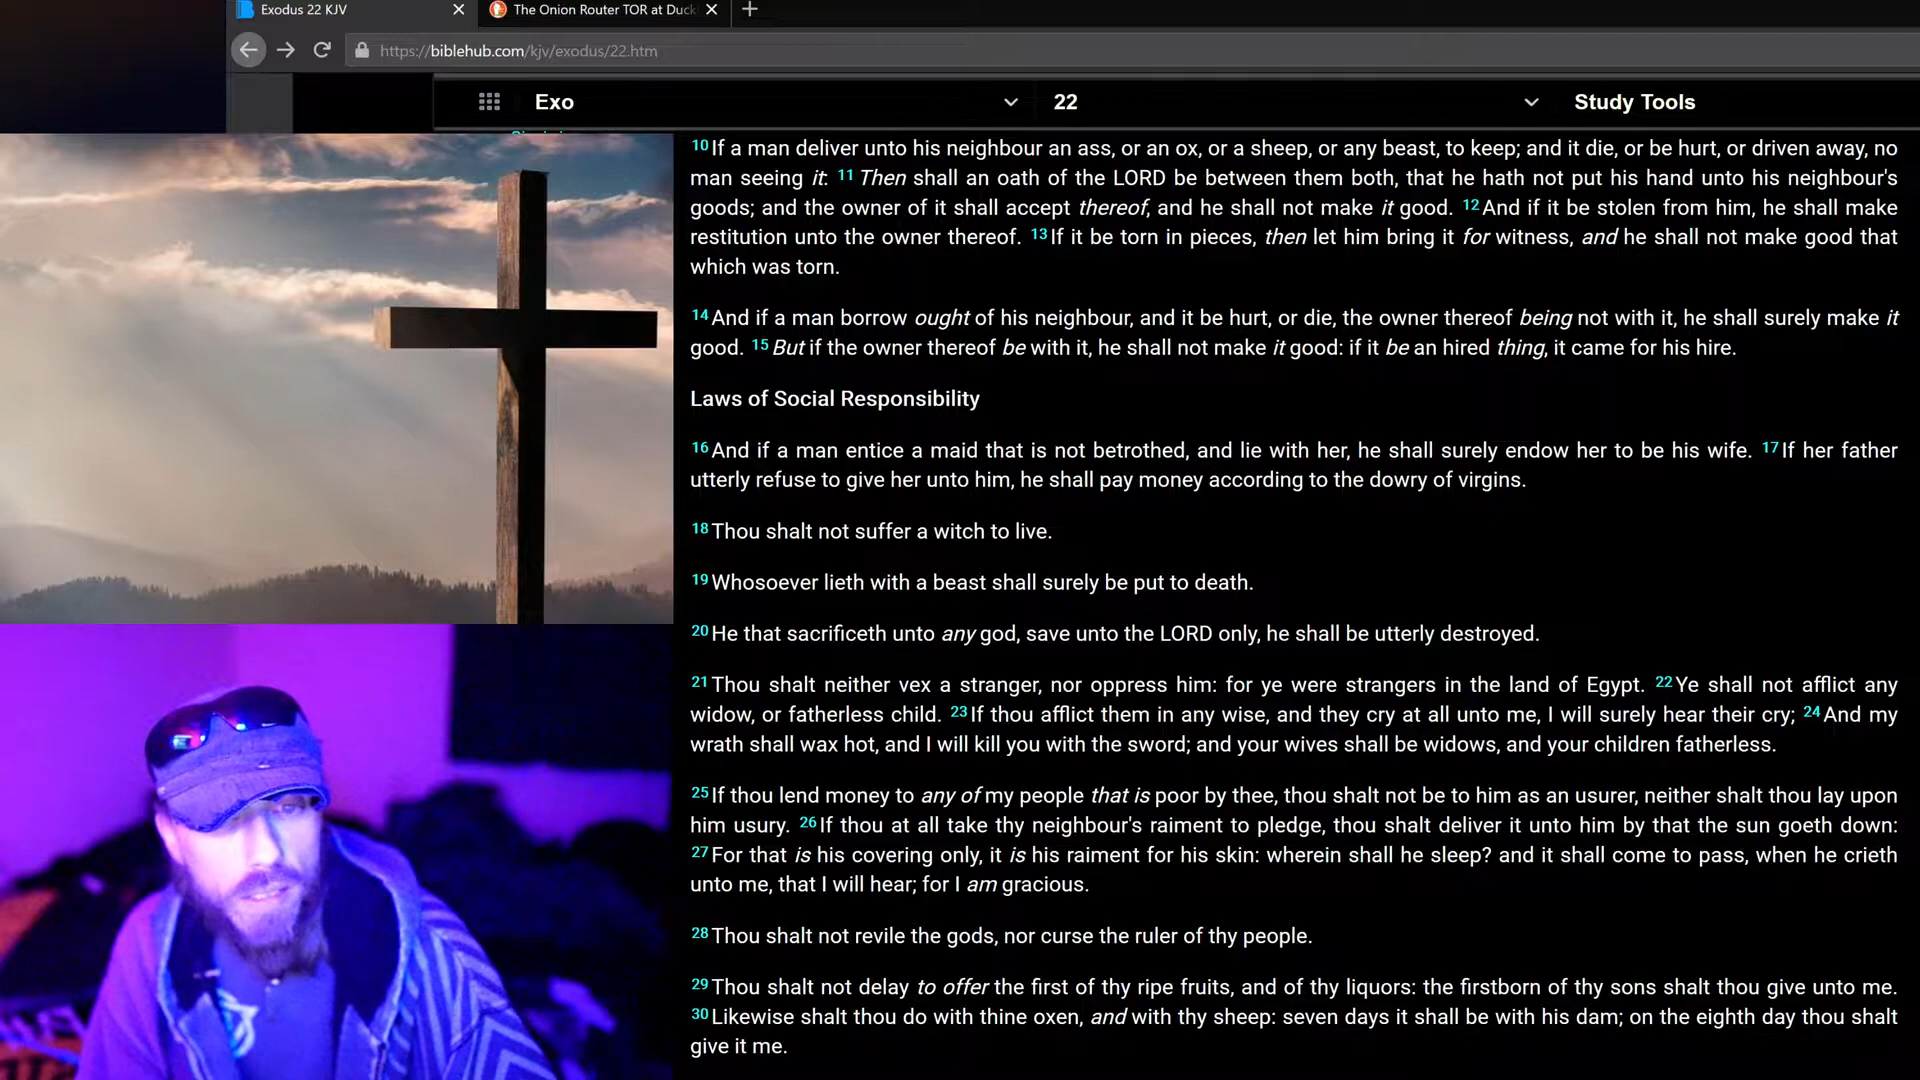 Exodus 22 KJV
The Onion Router TOR at Duck
https://biblehub.com/kjv/exodus/22.htm
Exo 22 Study Tools
10 If a man deliver unto his neighbour an ass, or an ox, or a sheep, or any beast, to keep; and it die, or be hurt, or driven away, no
man seeing it: 11 Then shall an oath of the LORD be between them both, that he hath not put his hand unto his neighbour's
goods; and the owner of it shall accept thereof, and he shall not make it good. 12 And if it be stolen from him, he shall make
restitution unto the owner thereof. 13 If it be torn in pieces, then let him bring it for witness, and he shall not make good that
which was torn.
14 And if a man borrow ought of his neighbour, and it be hurt, or die, the owner thereof being not with it, he shall surely make it
good. 15 But if the owner thereof be with it, he shall not make it good: if it be an hired thing, it came for his hire.
Laws of Social Responsibility
16 And if a man entice a maid that is not betrothed, and lie with her, he shall surely endow her to be his wife. 17 If her father
utterly refuse to give her unto him, he shall pay money according to the dowry of virgins.
18 Thou shalt not suffer a witch to live.
19 Whosoever lieth with a beast shall surely be put to death.
20 He that sacrificeth unto any god, save unto the LORD only, he shall be utterly destroyed.
21 Thou shalt neither vex a stranger, nor oppress him: for ye were strangers in the land of Egypt. 22 Ye shall not afflict any
widow, or fatherless child. 23 If thou afflict them in any wise, and they cry at all unto me, I will surely hear their cry; 24 And my
wrath shall wax hot, and I will kill you with the sword; and your wives shall be widows, and your children fatherless.
25 If thou lend money to any of my people that is poor by thee, thou shalt not be to him as an usurer, neither shalt thou lay upon
him usury. 26 If thou at all take thy neighbour's raiment to pledge, thou shalt deliver it unto him by that the sun goeth down:
27 For that is his covering only, it is his raiment for his skin: wherein shall he sleep? and it shall come to pass, when he crieth
unto me, that I will hear; for I am gracious.
28 Thou shalt not revile the gods, nor curse the ruler of thy people.
29 Thou shalt not delay to offer the first of thy ripe fruits, and of thy liquors: the firstborn of thy sons shalt thou give unto me.
30 Likewise shalt thou do with thine oxen, and with thy sheep: seven days it shall be with his dam; on the eighth day thou shalt
give it me.